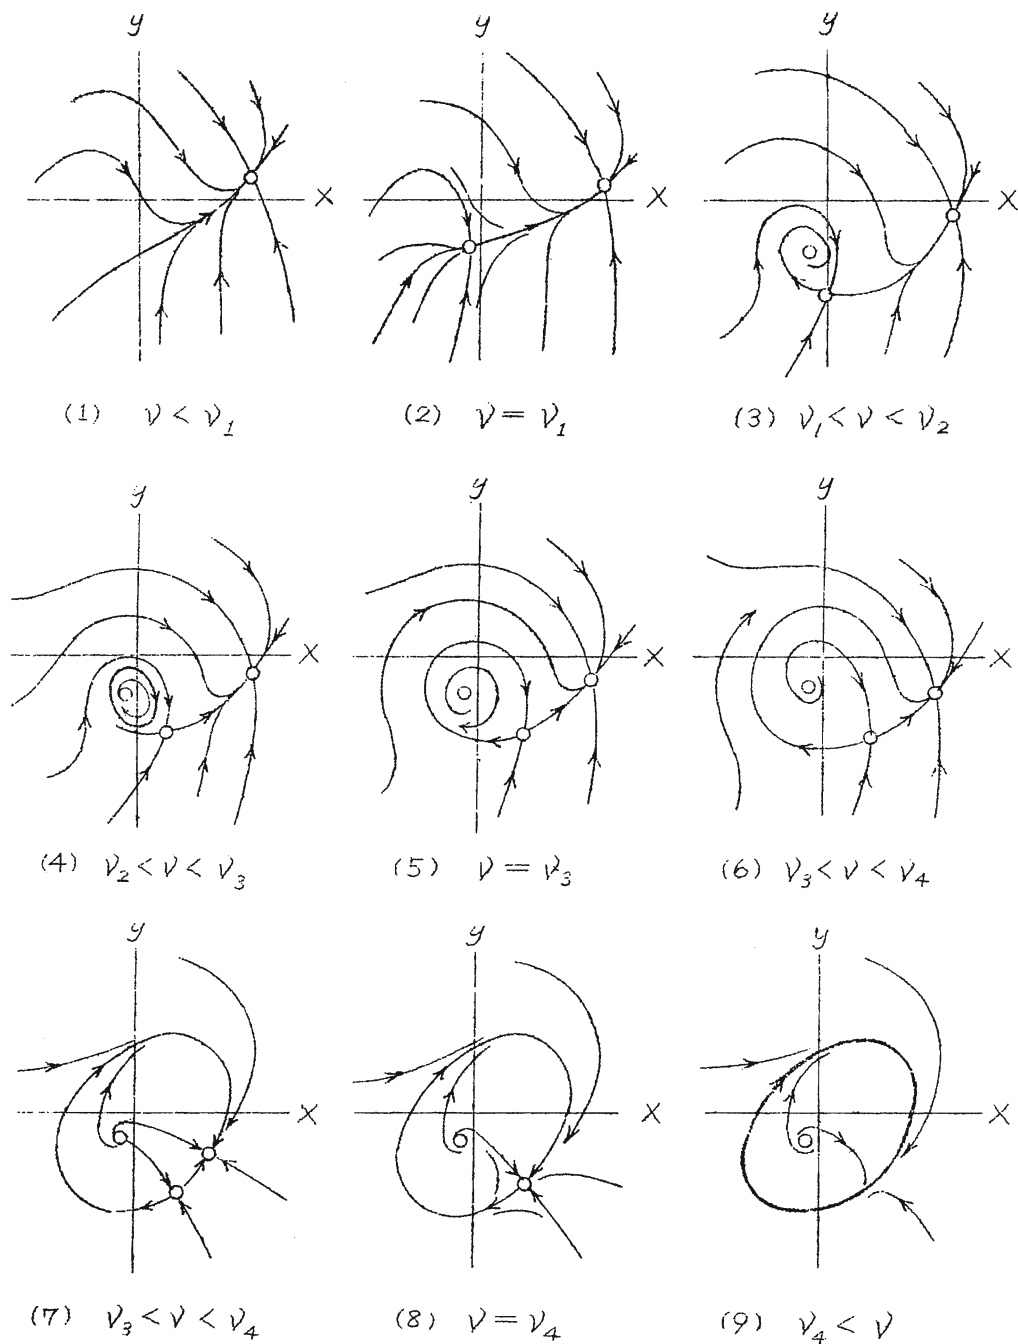 y y y
x x x
(1) ν < ν₁ (2) ν = ν₁ (3) ν₁ < ν < ν₂
y y y
x x x
(4) ν₂ < ν < ν₃ (5) ν = ν₃ (6) ν₃ < ν < ν₄
y y y
x x x
(7) ν₃ < ν < ν₄ (8) ν = ν₄ (9) ν₄ < ν